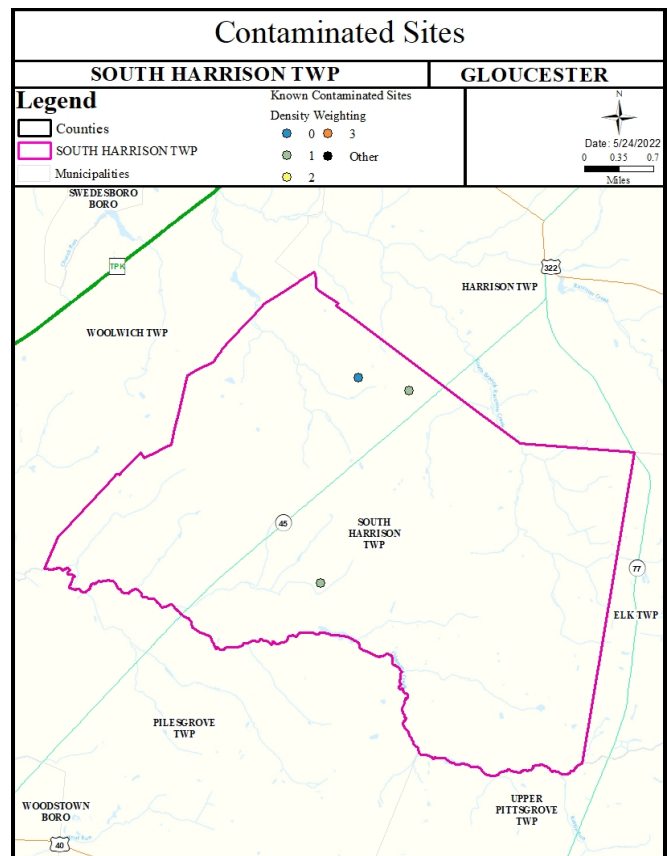 Contaminated Sites
SOUTH HARRISON TWP
GLOUCESTER
Legend
Counties
SOUTH HARRISON TWP
Municipalities
Known Contaminated Sites
Density Weighting
0
3
1
Other
2
N
Date: 5/24/2022
0 0.35 0.7
Miles
SWEDESBORO
BORO
TPK
322
HARRISON TWP
WOOLWICH TWP
45
SOUTH
HARRISON
TWP
77
ELK TWP
PILESGROVE
TWP
UPPER
PITTSGROVE
TWP
WOODSTOWN
BORO
40